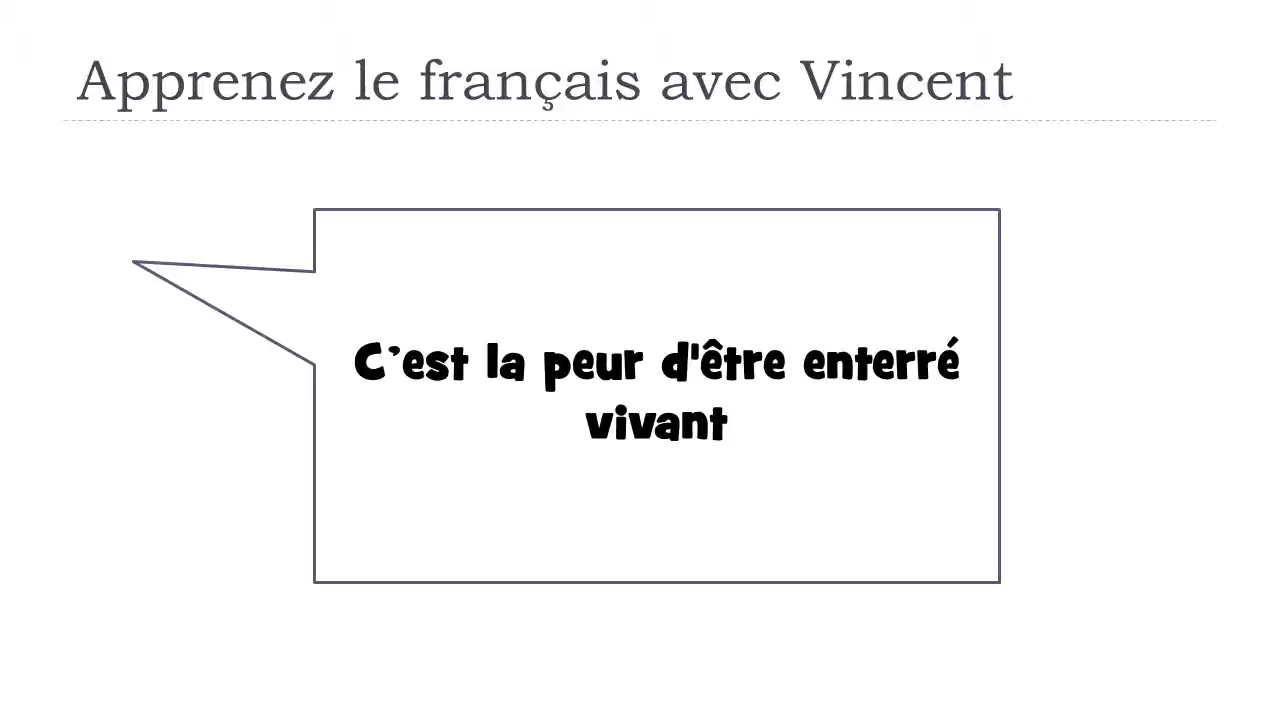 Apprenez le français avec Vincent
C’est la peur d'être enterré
vivant